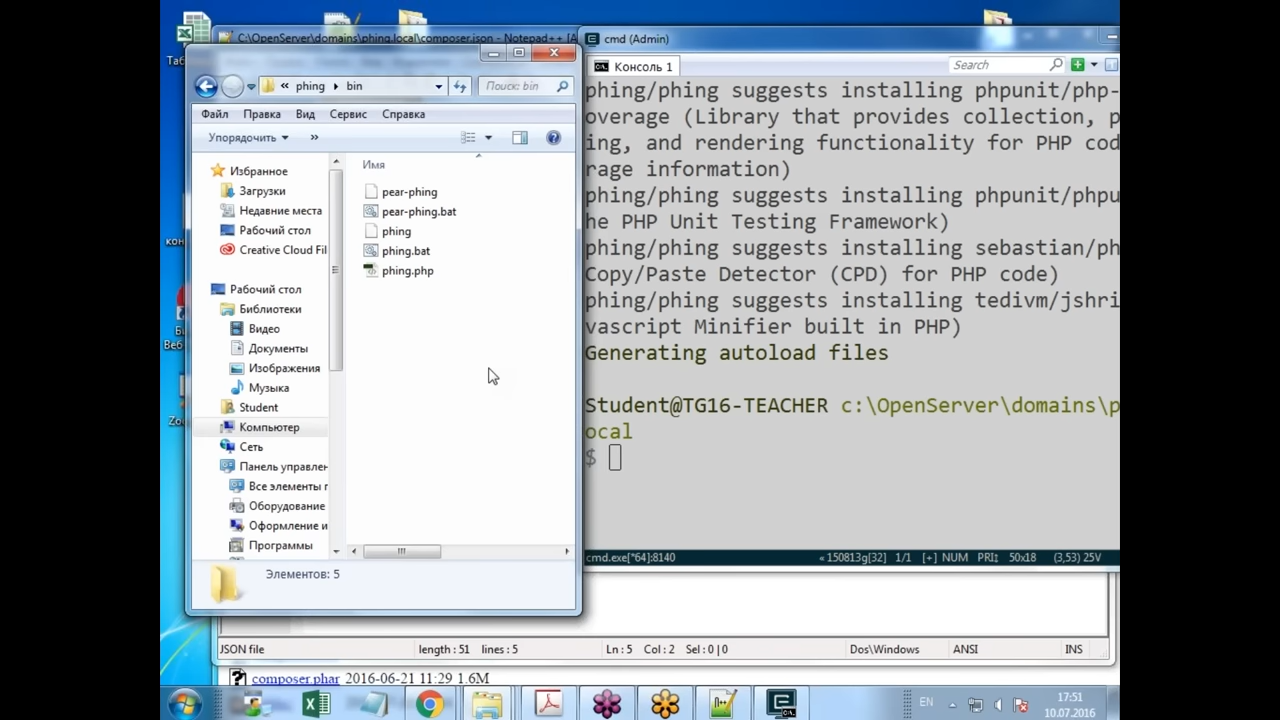 C:\OpenServer\domains\phing.local\composer.json - Notepad++ [A
phing bin
Поиск: bin
Файл Правка Вид Сервис Справка
Упорядочить »
Избранное
Загрузки
Недавние места
Рабочий стол
Creative Cloud Fil
Рабочий стол
Библиотеки
Видео
Документы
Изображения
Музыка
Student
Компьютер
Сеть
Панель управлен
Все элементы г
Оборудование
Оформление и
Программы
Имя
pear-phing
pear-phing.bat
phing
phing.bat
phing.php
Элементов: 5
cmd (Admin)
Консоль 1
Search
phing/phing suggests installing phpunit/php-
overage (Library that provides collection, p
ing, and rendering functionality for PHP cod
rage information)
phing/phing suggests installing phpunit/phpu
he PHP Unit Testing Framework)
phing/phing suggests installing sebastian/ph
Copy/Paste Detector (CPD) for PHP code)
phing/phing suggests installing tedivm/jshri
vascript Minifier built in PHP)
Generating autoload files
Student@TG16-TEACHER c:\OpenServer\domains\p
ocal
$
cmd.exe[*64]:8140 «150813g[32] 1/1 [+] NUM PRI↕ 50x18 (3,53) 25V
JSON file length : 51 lines : 5 Ln : 5 Col : 2 Sel : 0 | 0 Dos\Windows ANSI INS
composer.phar 2016-06-21 11:29 1.6M
EN
17:51
10.07.2016